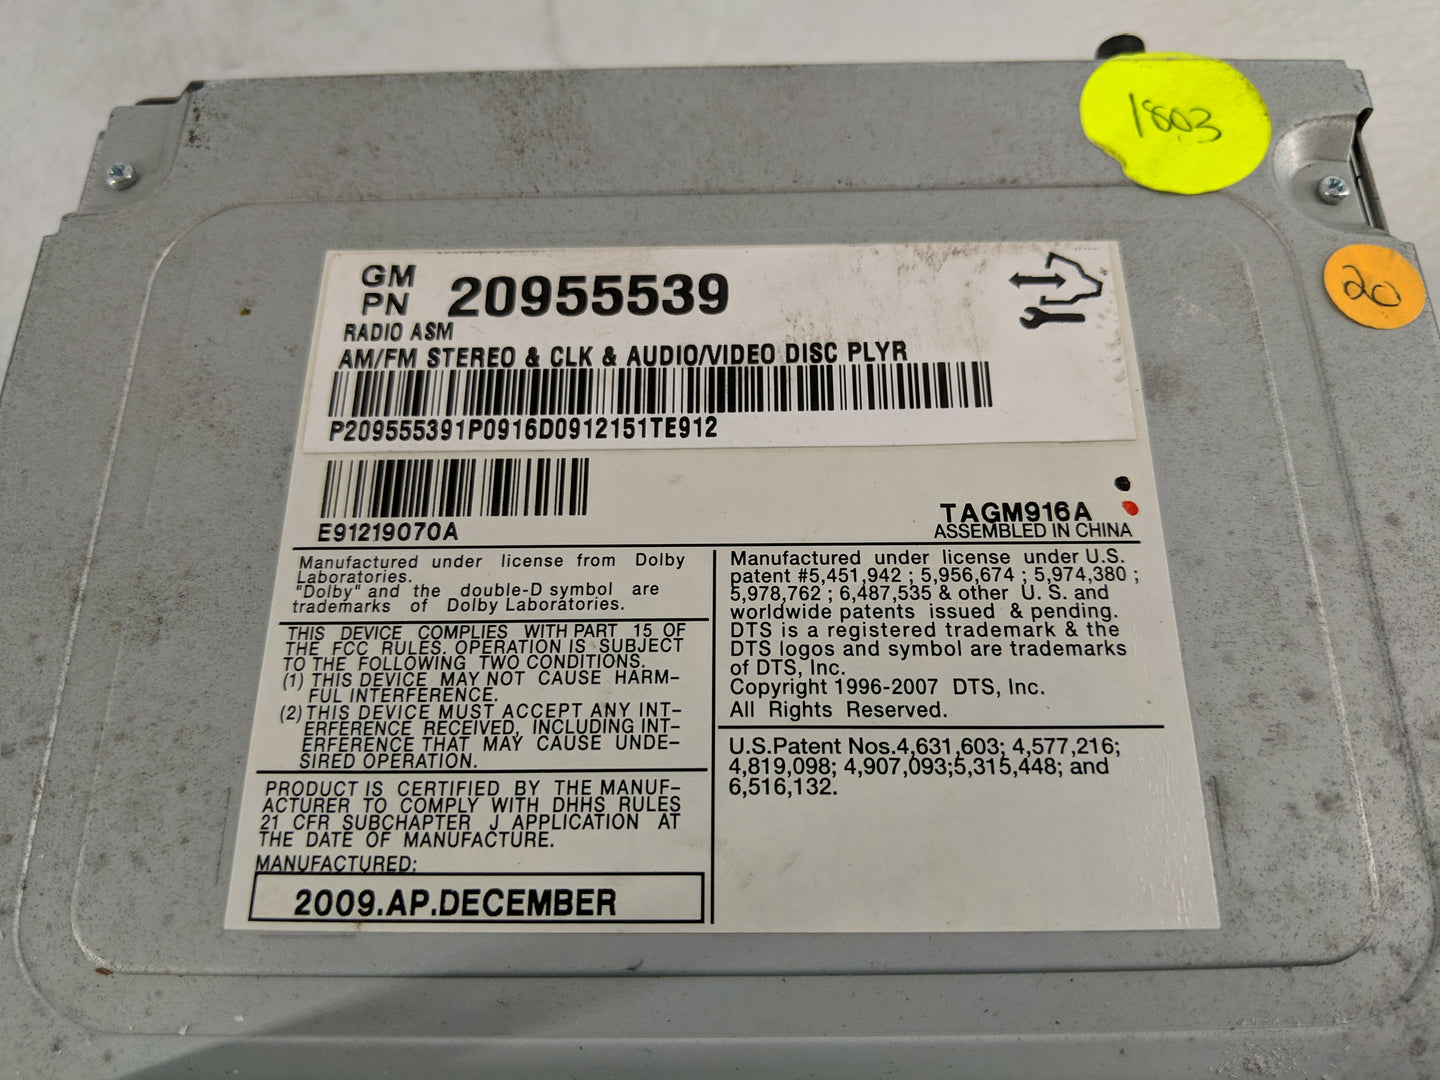 1803
20
GM
PN 20955539
RADIO ASM
AM/FM STEREO & CLK & AUDIO/VIDEO DISC PLYR
P209555391P0916D0912151TE912
E91219070A
TAGM916A
ASSEMBLED IN CHINA
Manufactured under license from Dolby
Laboratories.
"Dolby" and the double-D symbol are
trademarks of Dolby Laboratories.
THIS DEVICE COMPLIES WITH PART 15 OF
THE FCC RULES. OPERATION IS SUBJECT
TO THE FOLLOWING TWO CONDITIONS.
(1) THIS DEVICE MAY NOT CAUSE HARM-
FUL INTERFERENCE.
(2) THIS DEVICE MUST ACCEPT ANY INT-
ERFERENCE RECEIVED, INCLUDING INT-
ERFERENCE THAT MAY CAUSE UNDE-
SIRED OPERATION.
PRODUCT IS CERTIFIED BY THE MANUF-
ACTURER TO COMPLY WITH DHHS RULES
21 CFR SUBCHAPTER J APPLICATION AT
THE DATE OF MANUFACTURE.
MANUFACTURED:
2009.AP.DECEMBER
Manufactured under license under U.S.
patent #5,451,942 ; 5,956,674 ; 5,974,380 ;
5,978,762 ; 6,487,535 & other U. S. and
worldwide patents issued & pending.
DTS is a registered trademark & the
DTS logos and symbol are trademarks
of DTS, Inc.
Copyright 1996-2007 DTS, Inc.
All Rights Reserved.
U.S.Patent Nos.4,631,603; 4,577,216;
4,819,098; 4,907,093;5,315,448; and
6,516,132.